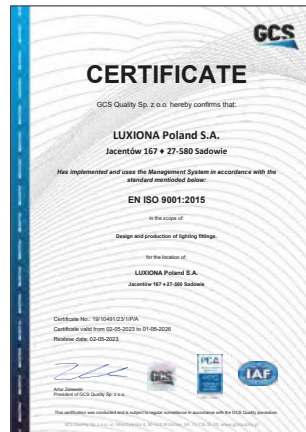 GCS
CERTIFICATE
GCS Quality Sp. z o.o. hereby confirms that:
LUXIONA Poland S.A.
Jacentów 167 ♦ 27-580 Sadowie
Has implemented and uses the Management System in accordance with the
standard mentioded below:
EN ISO 9001:2015
in the scope of:
Design and production of lighting fittings.
for the location of:
LUXIONA Poland S.A.
Jacentów 167 ♦ 27-580 Sadowie
Certificate No.: 19/10491/23/1/P/A
Certificate valid from 02-05-2023 to 01-05-2026
Realese date: 02-05-2023
Artur Zalewski
President of GCS Quality Sp. z o.o.
GCS
PCA
IAF
This certification was conducted and is subject to regular surveillance in accordance with the GCS Quality procedure.